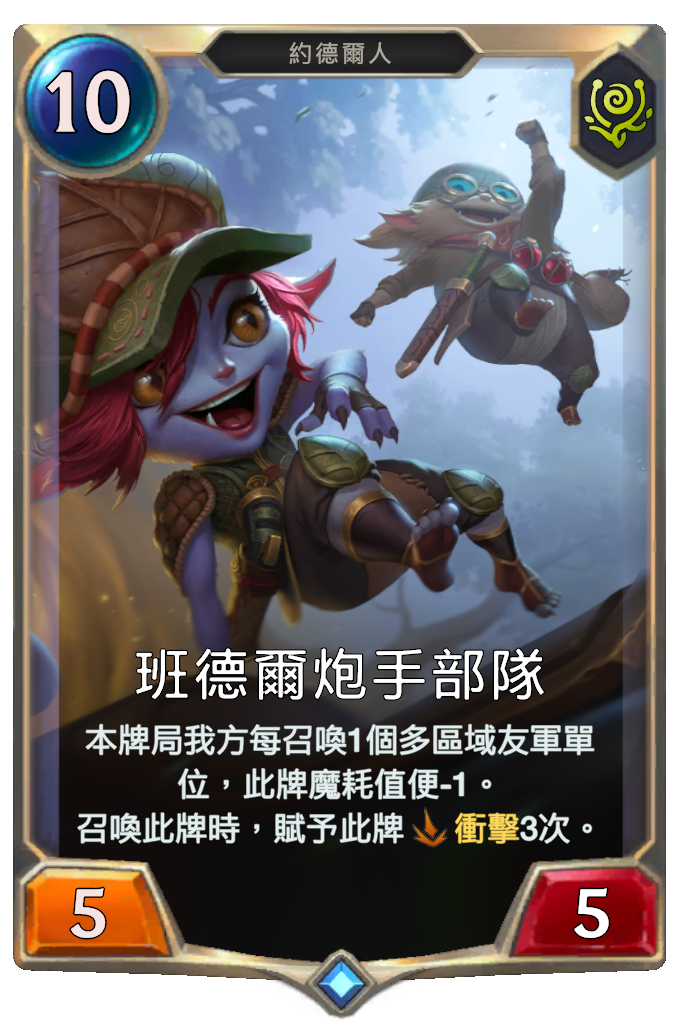 約德爾人
10
班德爾炮手部隊
本牌局我方每召喚1個多區域友軍單
位，此牌魔耗值便-1。
召喚此牌時，賦予此牌衝擊3次。
5
5